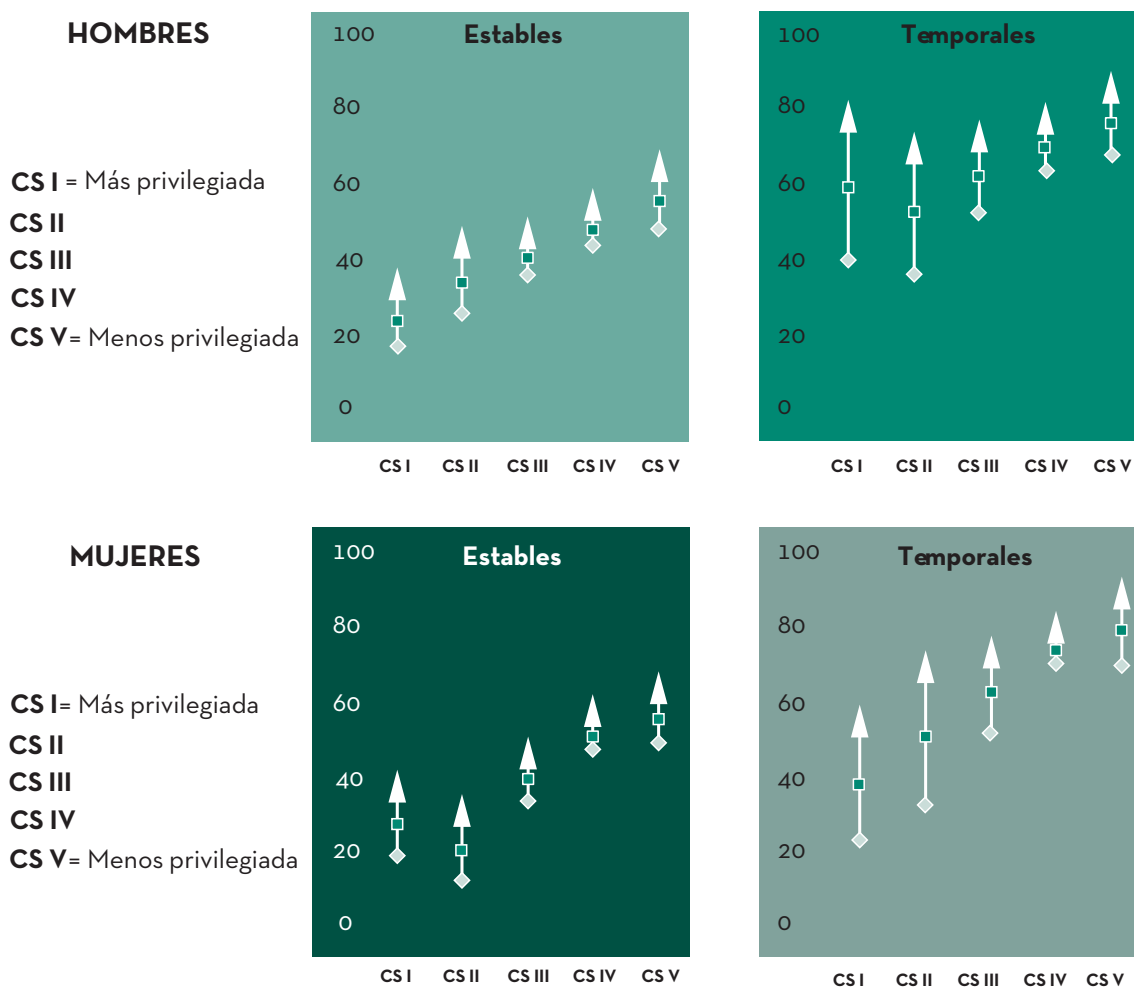 HOMBRES
Estables
Temporales
100
80
60
40
20
0
100
80
60
40
20
0
CS I = Más privilegiada
CS II
CS III
CS IV
CS V = Menos privilegiada
CS I CS II CS III CS IV CS V
CS I CS II CS III CS IV CS V
MUJERES
Estables
Temporales
100
80
60
40
20
0
100
80
60
40
20
0
CS I = Más privilegiada
CS II
CS III
CS IV
CS V = Menos privilegiada
CS I CS II CS III CS IV CS V
CS I CS II CS III CS IV CS V